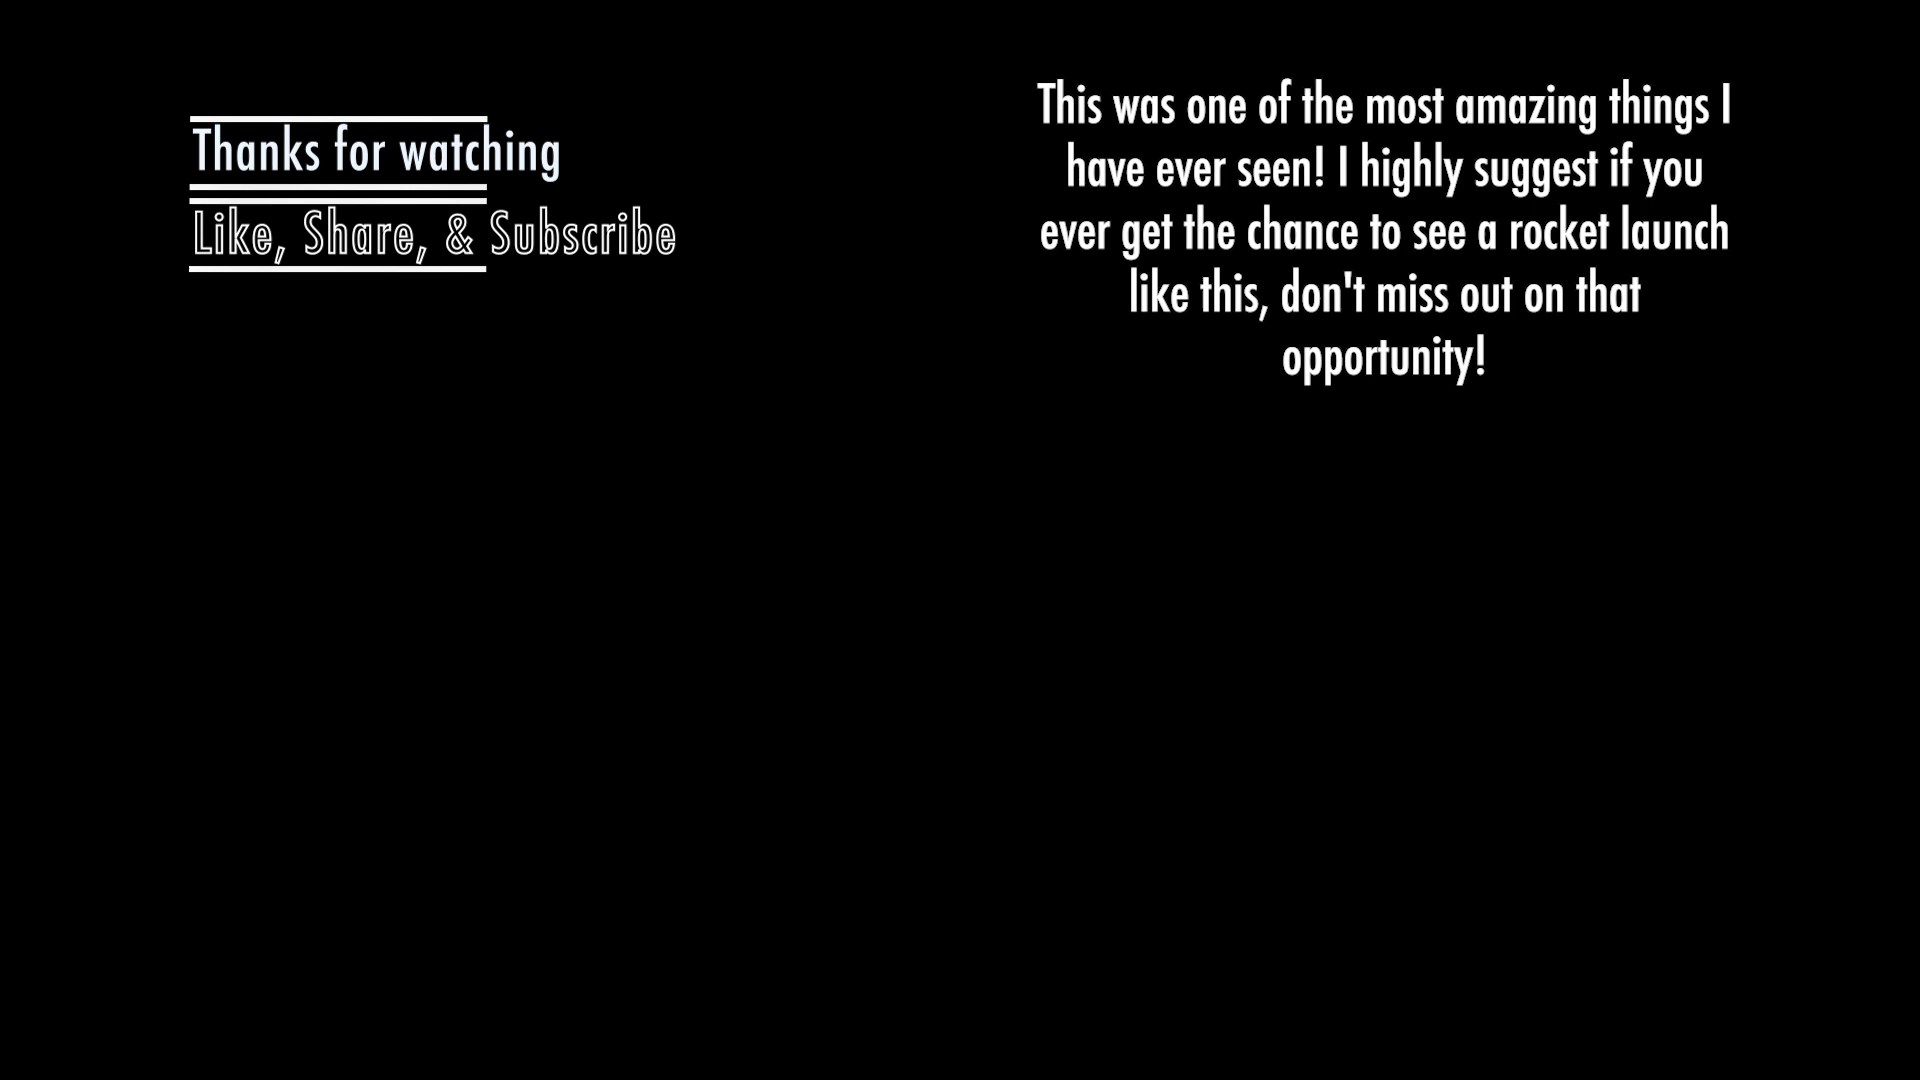 Thanks for watching
Like, Share, & Subscribe
This was one of the most amazing things I
have ever seen! I highly suggest if you
ever get the chance to see a rocket launch
like this, don't miss out on that
opportunity!